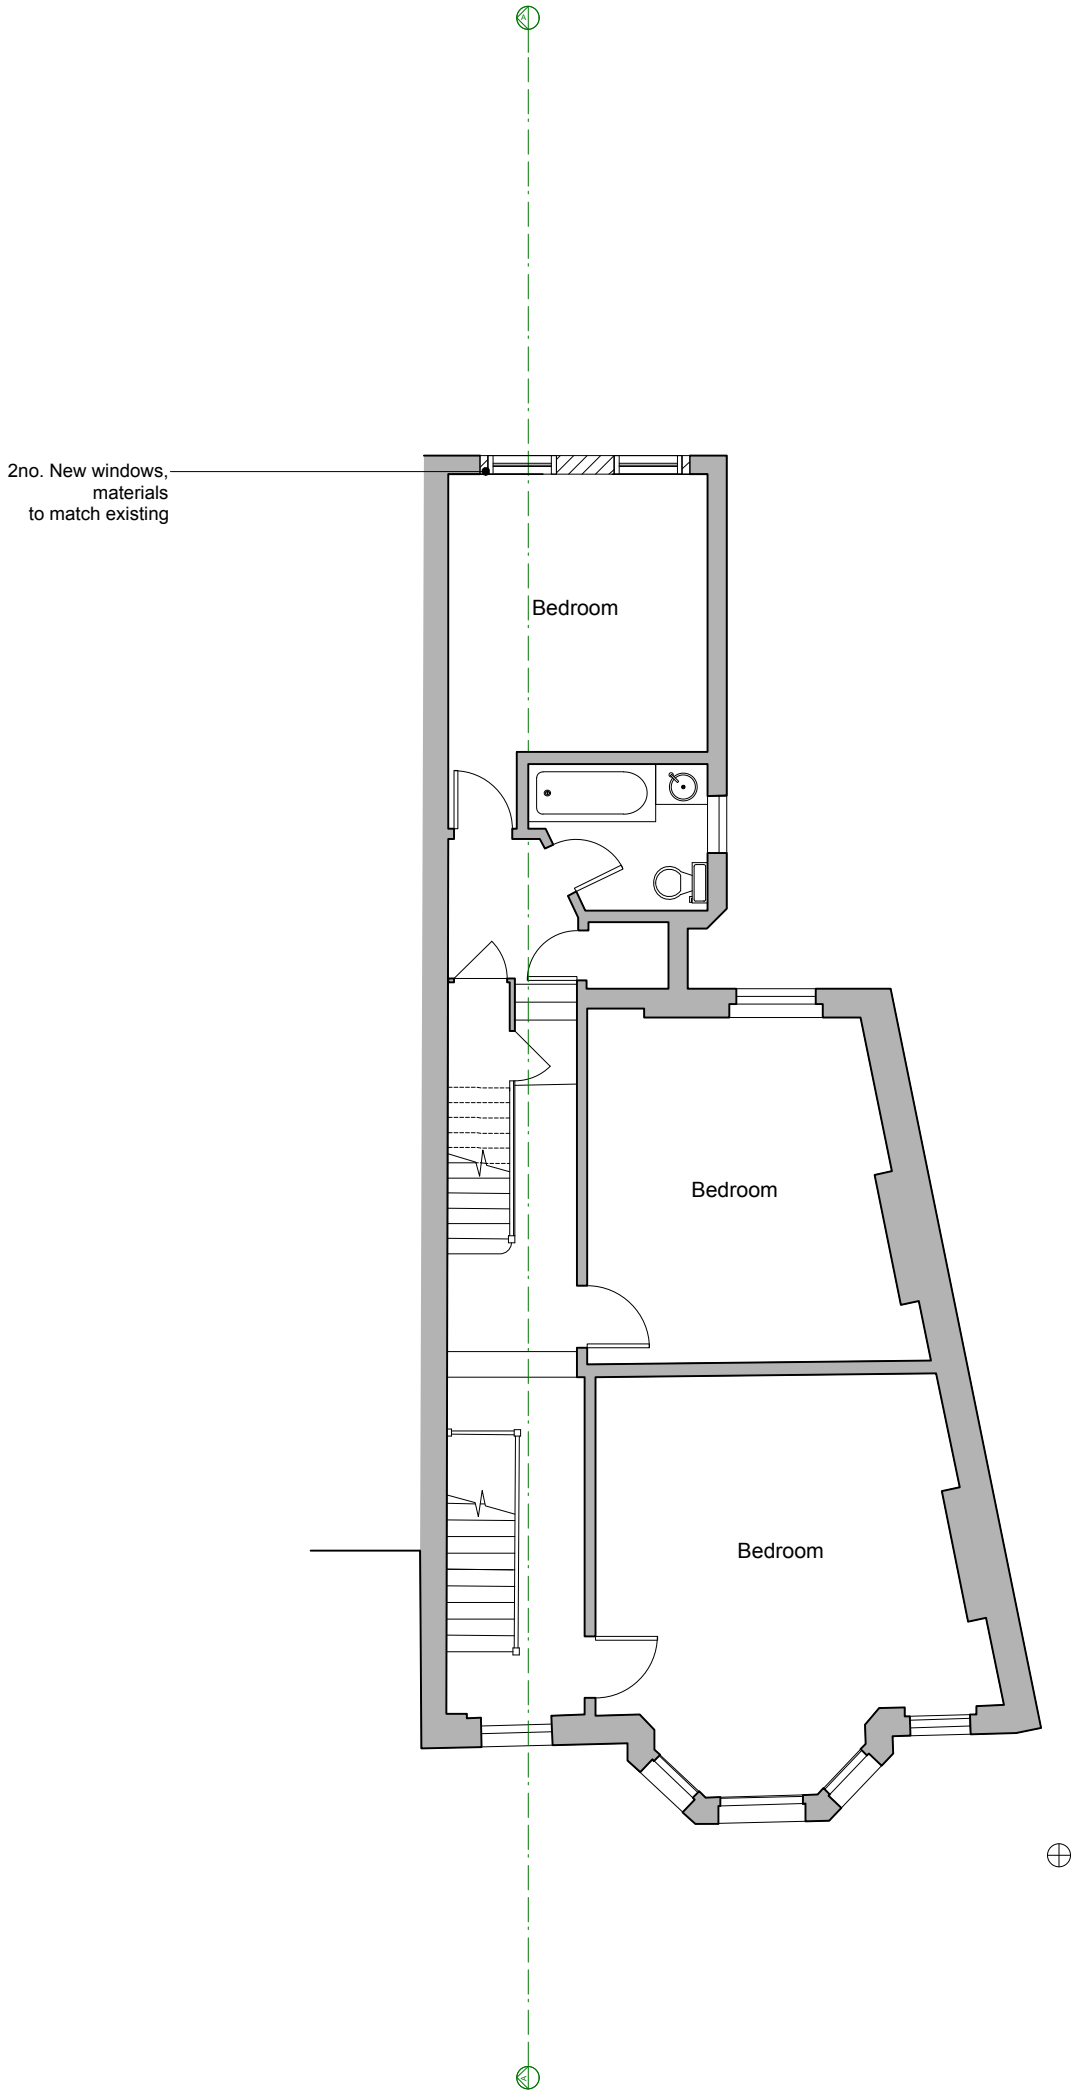 A
2no. New windows,
materials
to match existing
Bedroom
Bedroom
Bedroom
A